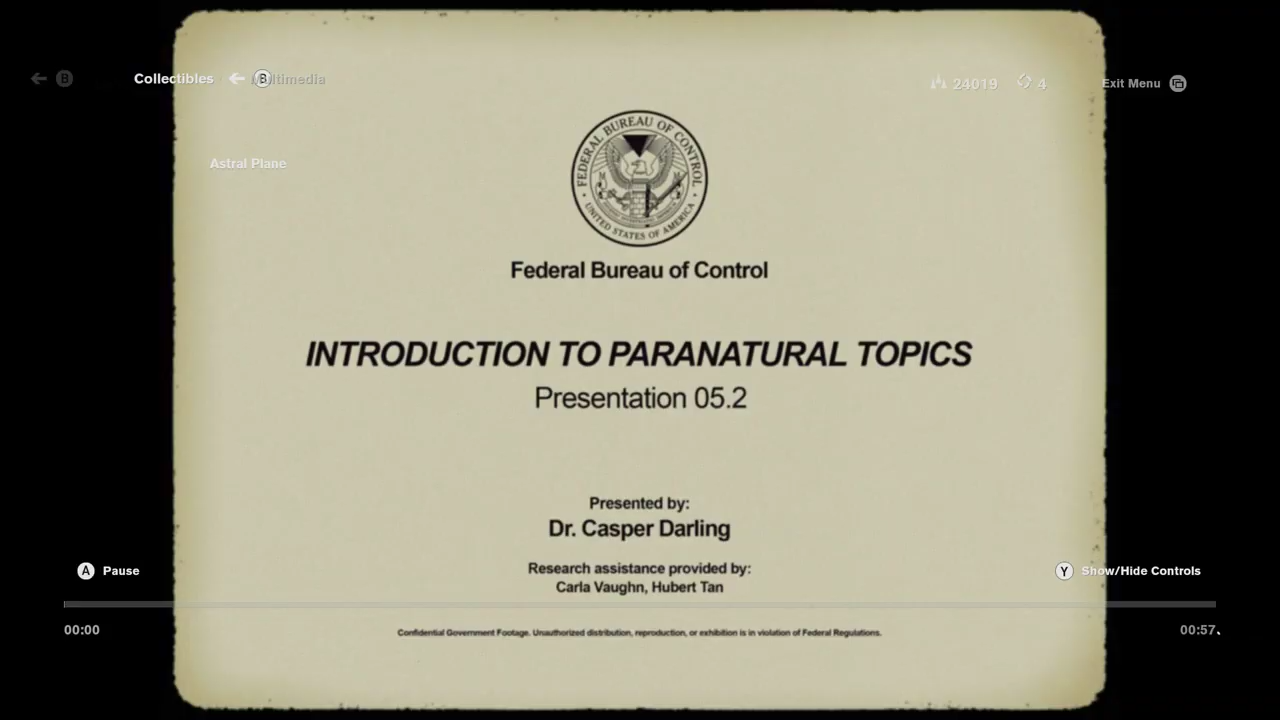 B Collectibles B Multimedia 24019 4 Exit Menu
Astral Plane
FEDERAL BUREAU OF CONTROL
UNITED STATES OF AMERICA
Federal Bureau of Control
INTRODUCTION TO PARANATURAL TOPICS
Presentation 05.2
Presented by:
Dr. Casper Darling
Research assistance provided by:
Carla Vaughn, Hubert Tan
A Pause
Y Show/Hide Controls
00:00
00:57
Confidential Government Footage. Unauthorized distribution, reproduction, or exhibition is in violation of Federal Regulations.